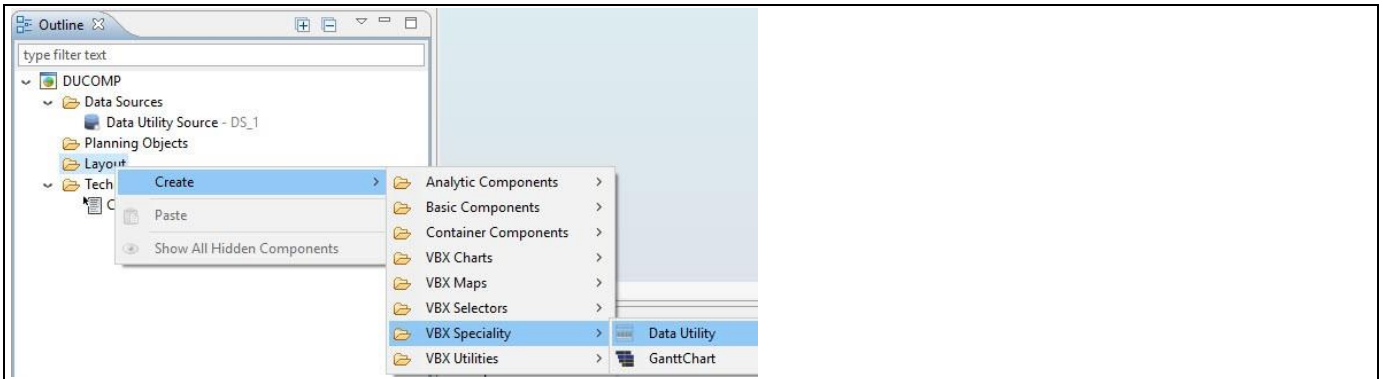 Outline
type filter text
DUCOMP
Data Sources
Data Utility Source - DS_1
Planning Objects
Layout
Tech
C
Create
Paste
Show All Hidden Components
Analytic Components
Basic Components
Container Components
VBX Charts
VBX Maps
VBX Selectors
VBX Speciality
VBX Utilities
Data Utility
GanttChart